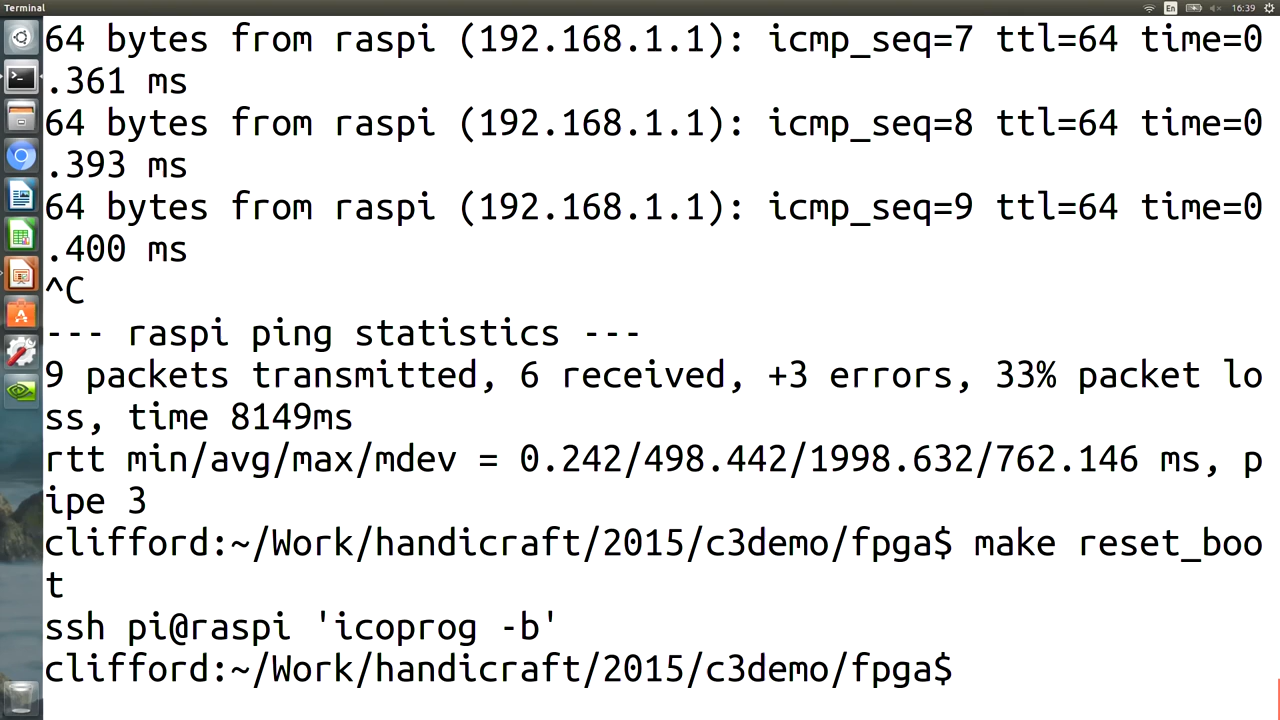 Terminal
En
16:39
64 bytes from raspi (192.168.1.1): icmp_seq=7 ttl=64 time=0
.361 ms
64 bytes from raspi (192.168.1.1): icmp_seq=8 ttl=64 time=0
.393 ms
64 bytes from raspi (192.168.1.1): icmp_seq=9 ttl=64 time=0
.400 ms
^C
--- raspi ping statistics ---
9 packets transmitted, 6 received, +3 errors, 33% packet lo
ss, time 8149ms
rtt min/avg/max/mdev = 0.242/498.442/1998.632/762.146 ms, p
ipe 3
clifford:~/Work/handicraft/2015/c3demo/fpga$ make reset_boo
t
ssh pi@raspi 'icoprog -b'
clifford:~/Work/handicraft/2015/c3demo/fpga$